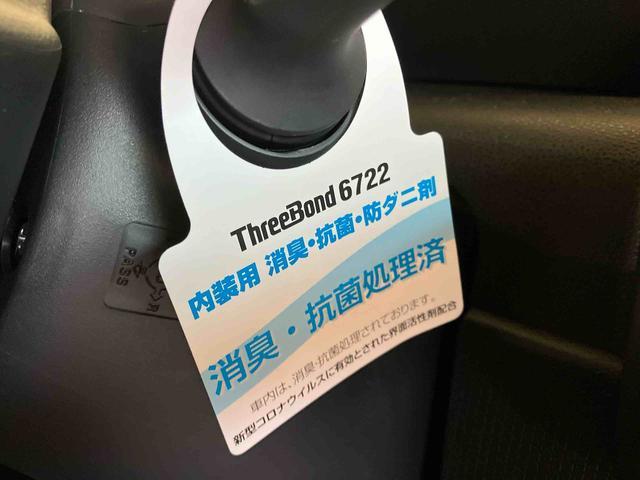 ThreeBond 6722
内装用 消臭・抗菌・防ダニ剤
消臭・抗菌処理済
車内は、消臭・抗菌処理されております。
新型コロナウイルスに有効とされた界面活性剤配合
PASS